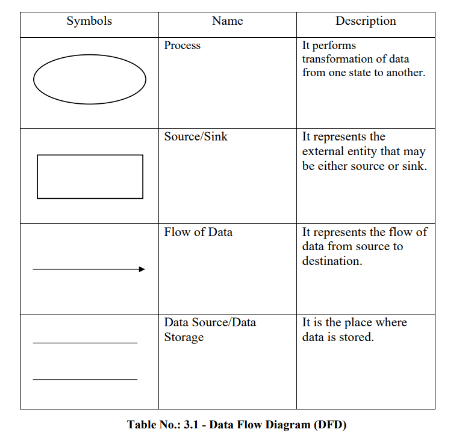 Symbols Name Description
Process It performs
transformation of data
from one state to another.
Source/Sink It represents the
external entity that may
be either source or sink.
Flow of Data It represents the flow of
data from source to
destination.
Data Source/Data It is the place where
Storage data is stored.
Table No.: 3.1 - Data Flow Diagram (DFD)